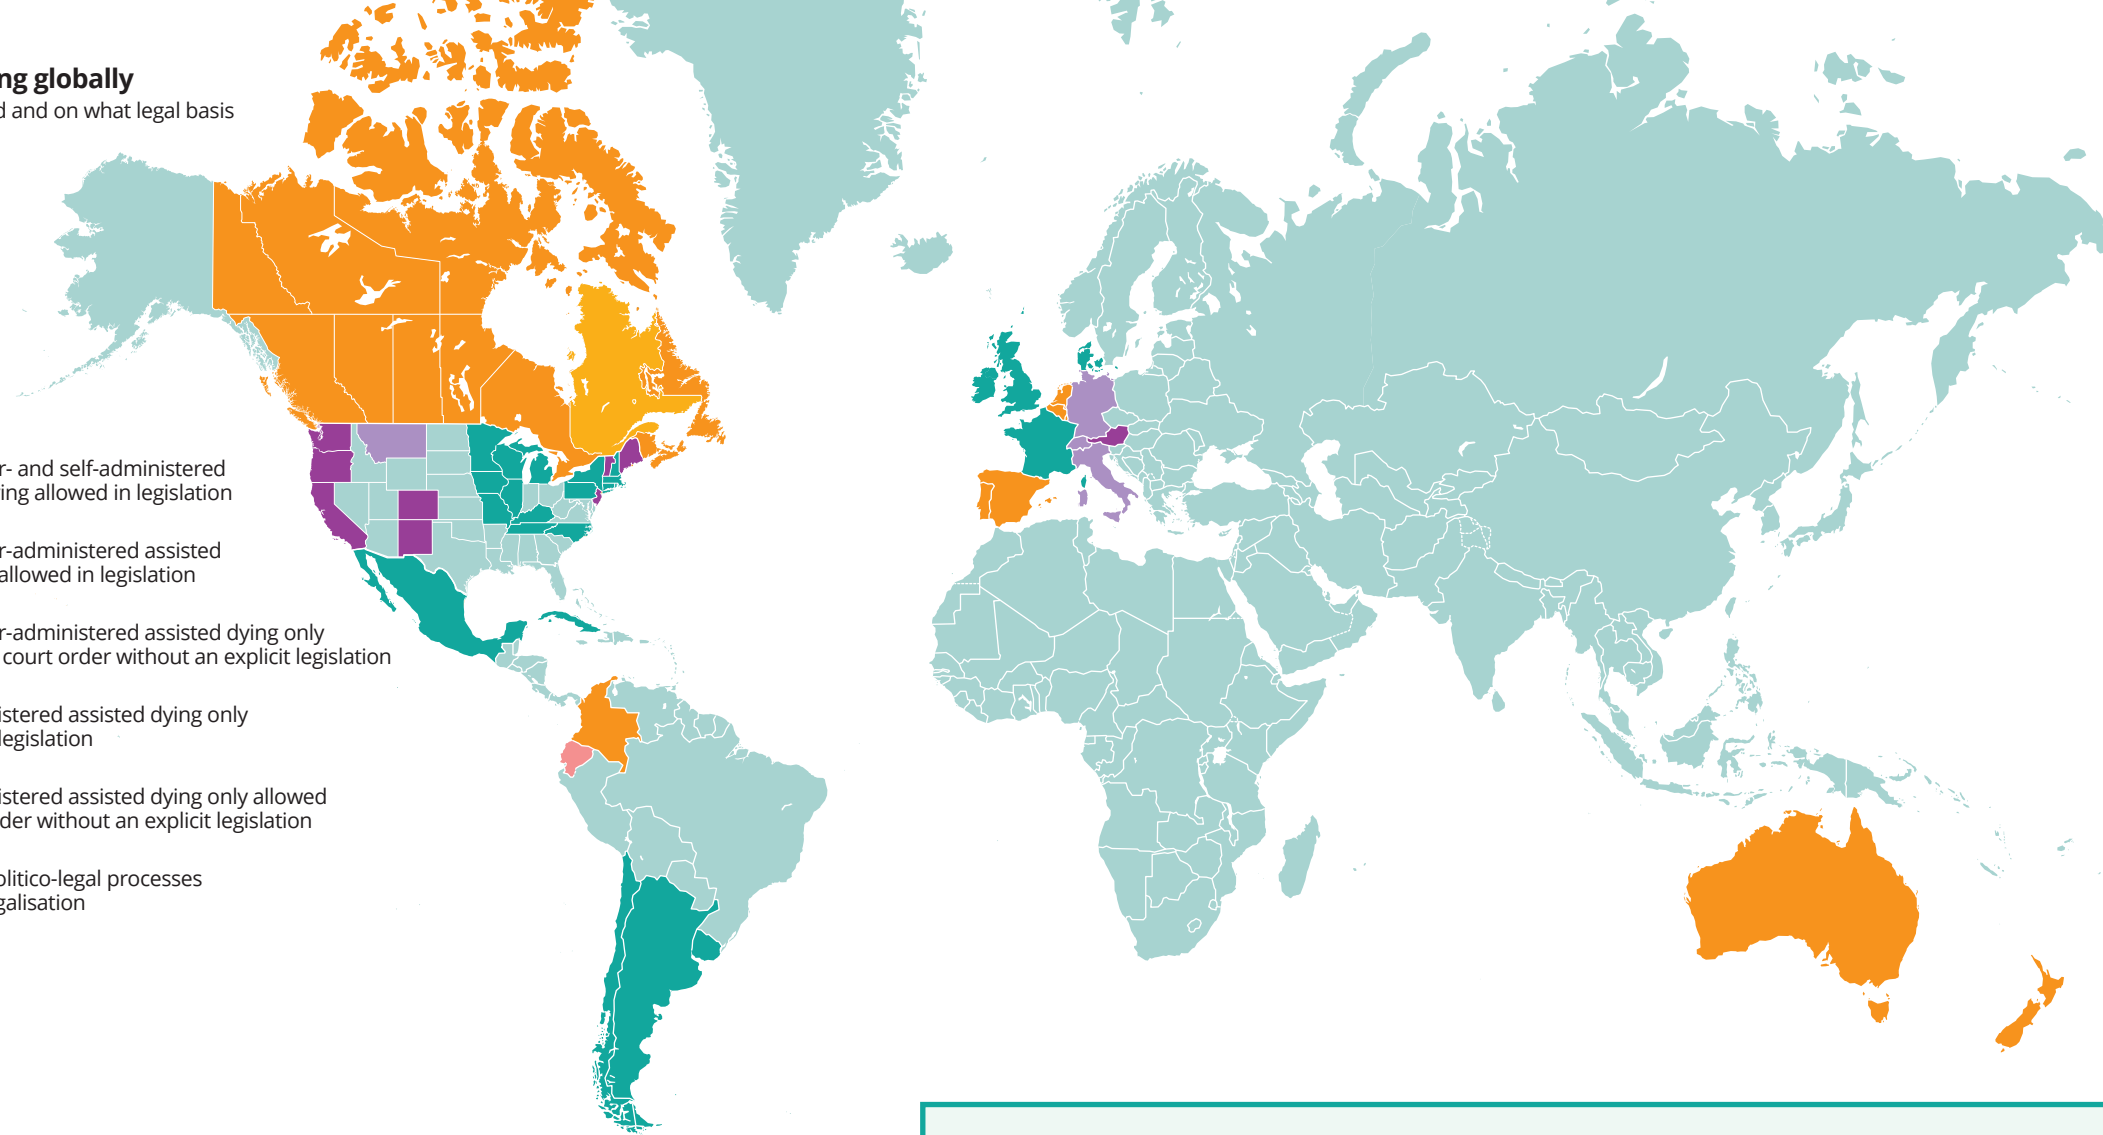 ng globally
d and on what legal basis
r- and self-administered
ring allowed in legislation
r-administered assisted
allowed in legislation
r-administered assisted dying only
court order without an explicit legislation
istered assisted dying only
legislation
istered assisted dying only allowed
der without an explicit legislation
olitico-legal processes
galisation